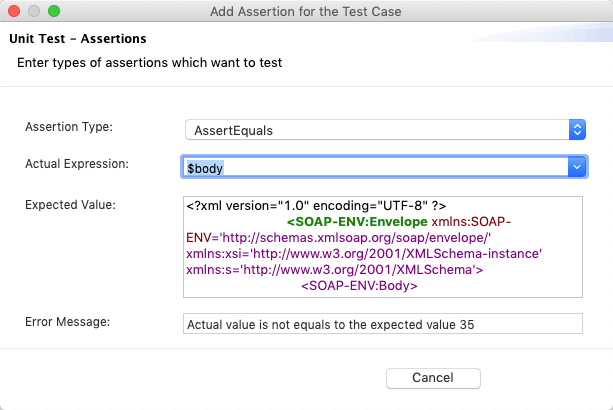 Add Assertion for the Test Case
Unit Test - Assertions
Enter types of assertions which want to test
Assertion Type:
AssertEquals
Actual Expression:
$body
Expected Value:
<?xml version="1.0" encoding="UTF-8" ?>
<SOAP-ENV:Envelope xmlns:SOAP-
ENV='http://schemas.xmlsoap.org/soap/envelope/'
xmlns:xsi='http://www.w3.org/2001/XMLSchema-instance'
xmlns:s='http://www.w3.org/2001/XMLSchema'>
<SOAP-ENV:Body>
Error Message:
Actual value is not equals to the expected value 35
Cancel